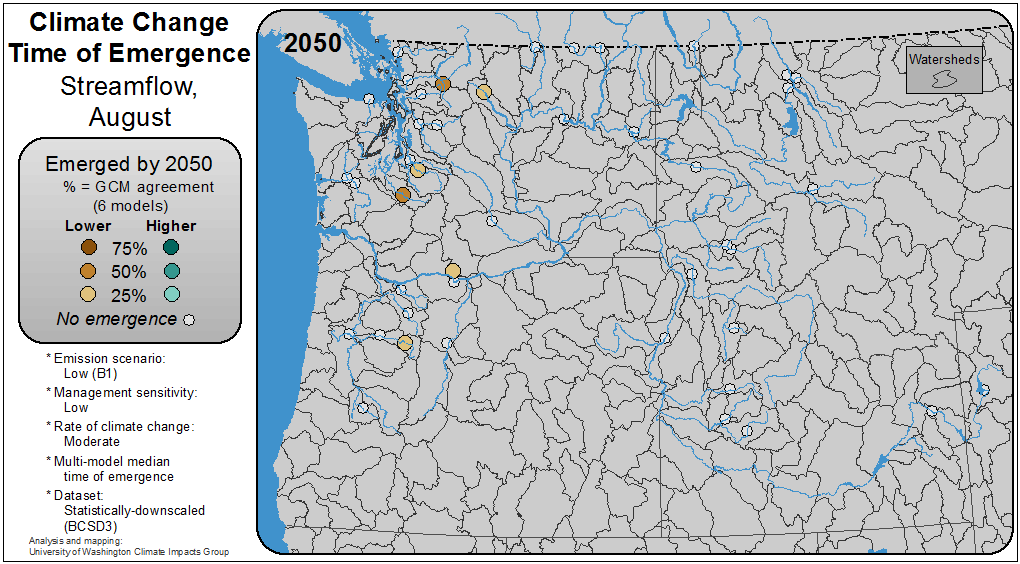 Climate Change
Time of Emergence
Streamflow,
August
Emerged by 2050
% = GCM agreement
(6 models)
Lower Higher
75%
50%
25%
No emergence
* Emission scenario:
Low (B1)
* Management sensitivity:
Low
* Rate of climate change:
Moderate
* Multi-model median
time of emergence
* Dataset:
Statistically-downscaled
(BCSD3)
Analysis and mapping:
University of Washington Climate Impacts Group
2050
Watersheds